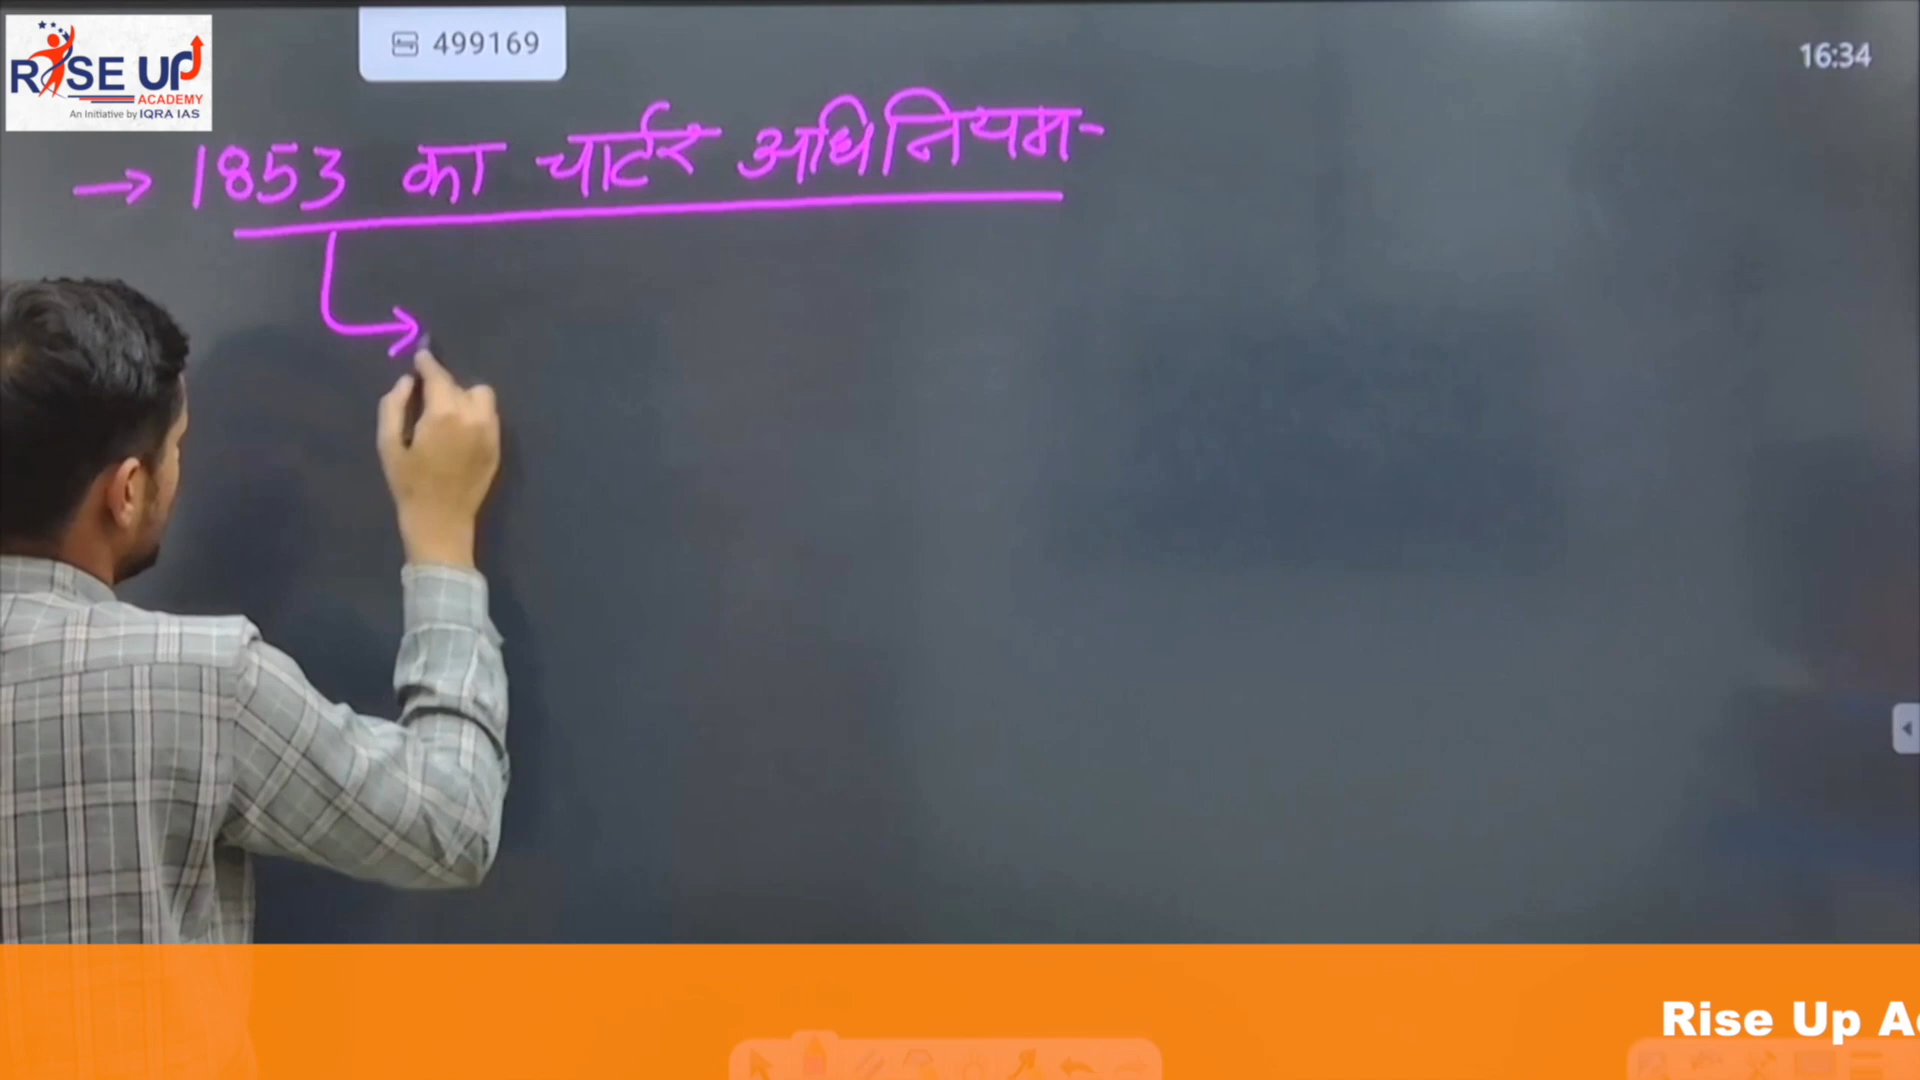 RISE UP
ACADEMY
An Initiative by IQRA IAS
499169
16:34
→ 1853 का चार्टर अधिनियम-
Rise Up A